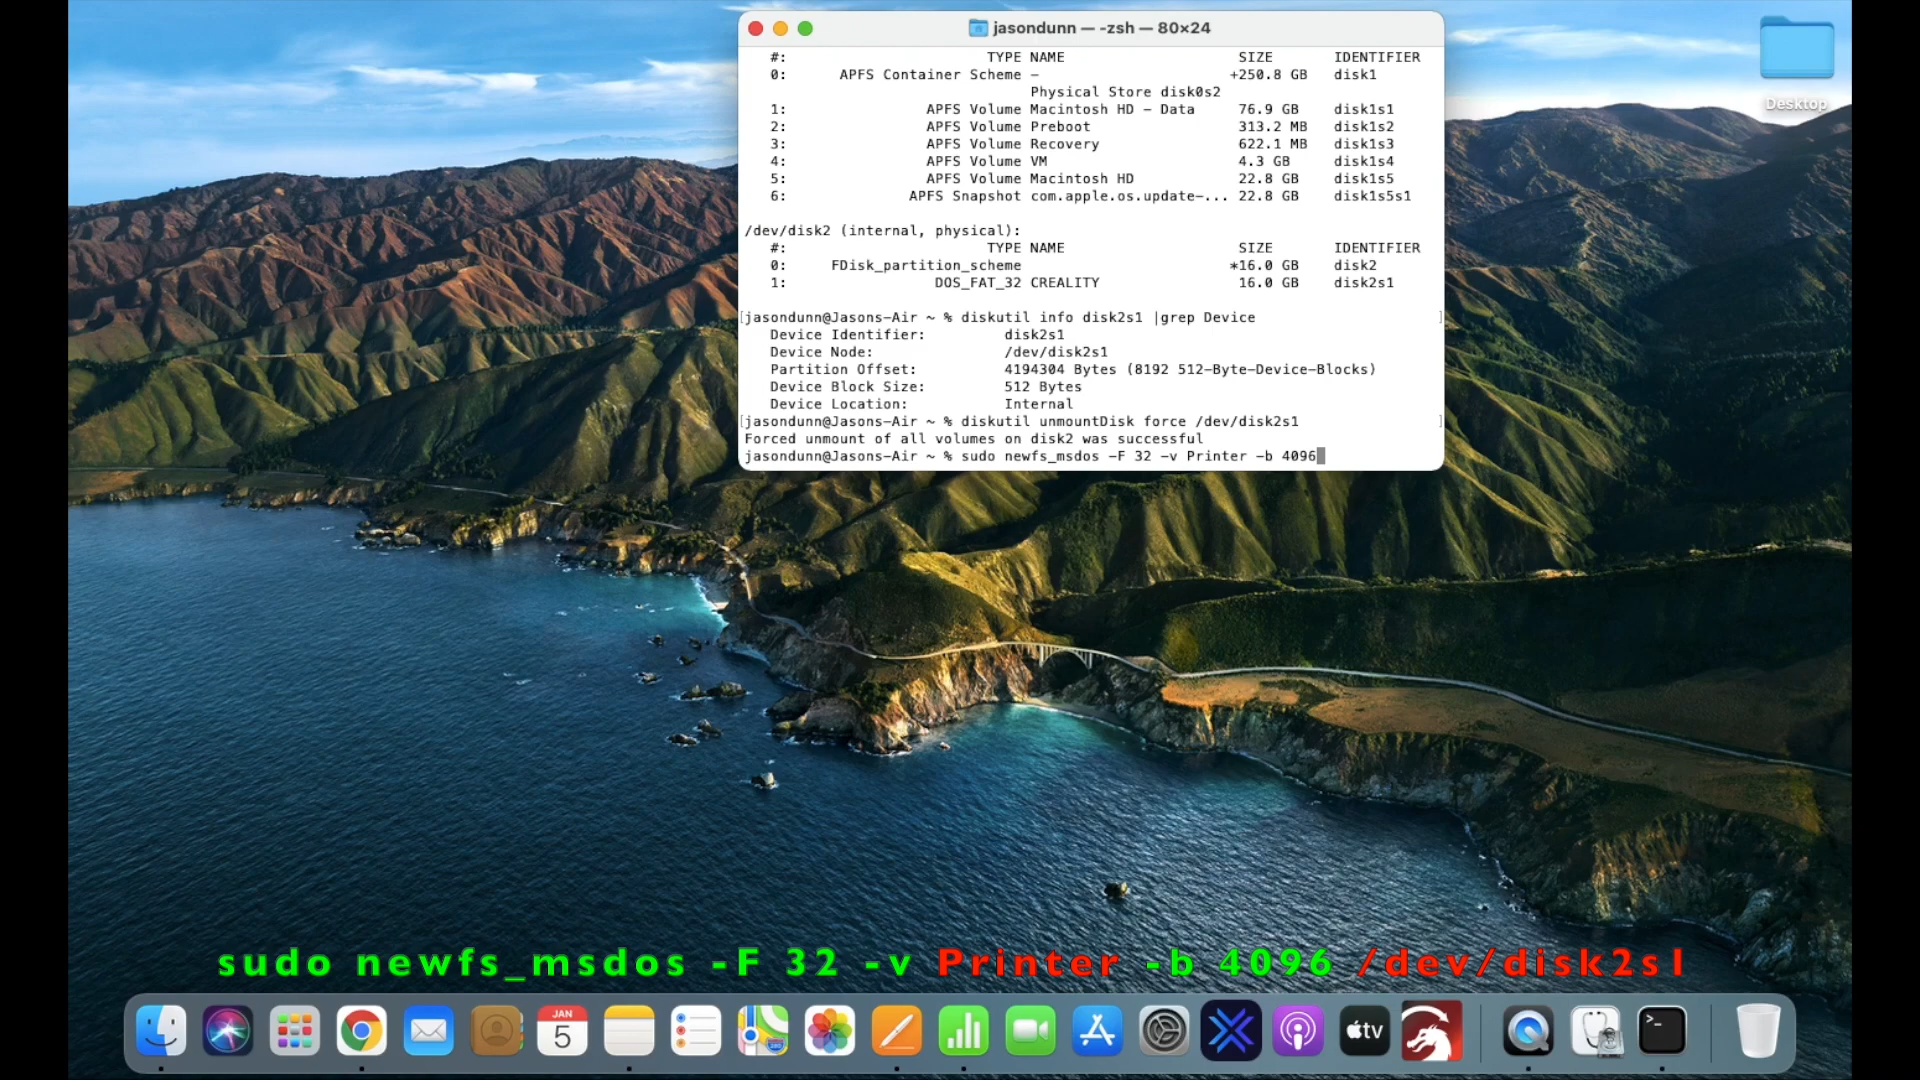 jasondunn — -zsh — 80×24
#: TYPE NAME SIZE IDENTIFIER
0: APFS Container Scheme - +250.8 GB disk1
Physical Store disk0s2
1: APFS Volume Macintosh HD - Data 76.9 GB disk1s1
2: APFS Volume Preboot 313.2 MB disk1s2
3: APFS Volume Recovery 622.1 MB disk1s3
4: APFS Volume VM 4.3 GB disk1s4
5: APFS Volume Macintosh HD 22.8 GB disk1s5
6: APFS Snapshot com.apple.os.update-... 22.8 GB disk1s5s1
/dev/disk2 (internal, physical):
#: TYPE NAME SIZE IDENTIFIER
0: FDisk_partition_scheme *16.0 GB disk2
1: DOS_FAT_32 CREALITY 16.0 GB disk2s1
[jasondunn@Jasons-Air ~ % diskutil info disk2s1 |grep Device ]
Device Identifier: disk2s1
Device Node: /dev/disk2s1
Partition Offset: 4194304 Bytes (8192 512-Byte-Device-Blocks)
Device Block Size: 512 Bytes
Device Location: Internal
[jasondunn@Jasons-Air ~ % diskutil unmountDisk force /dev/disk2s1 ]
Forced unmount of all volumes on disk2 was successful
jasondunn@Jasons-Air ~ % sudo newfs_msdos -F 32 -v Printer -b 4096
Desktop
sudo newfs_msdos -F 32 -v Printer -b 4096 /dev/disk2s1
JAN
5
280
tv
>_